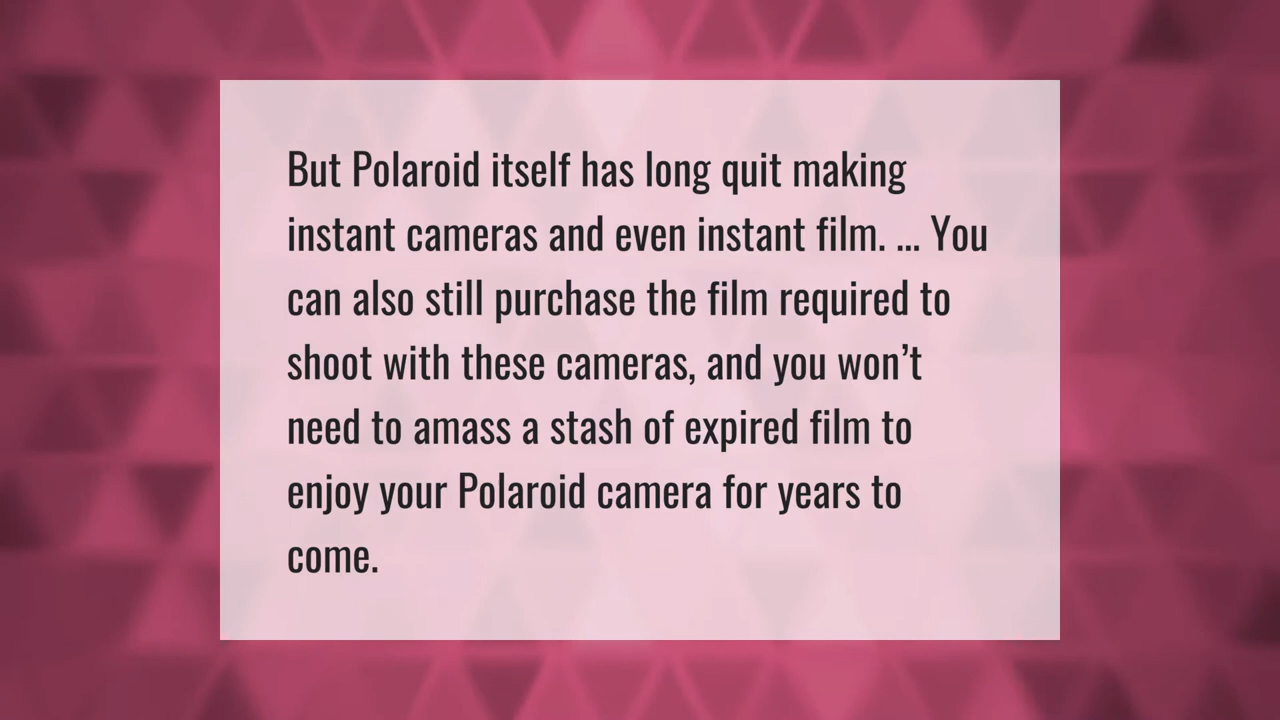 But Polaroid itself has long quit making
instant cameras and even instant film. ... You
can also still purchase the film required to
shoot with these cameras, and you won’t
need to amass a stash of expired film to
enjoy your Polaroid camera for years to
come.